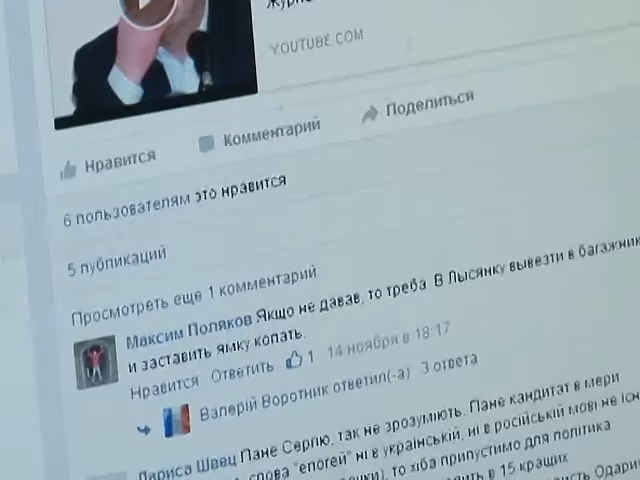 YOUTUBE.COM
Нравится Комментарий Поделиться
6 пользователям это нравится
5 публикаций
Просмотреть еще 1 комментарий
Максим Поляков Якщо не давав, то треба. В Лысянку вывезти в багажник
и заставить ямку копать.
Нравится Ответить 1 14 ноября в 18:17
Валерій Воротник ответил(-а) 3 ответа
Лариса Швец Пане Сергію, так не зрозуміють. Пане кандитат в мери
слова "епогей" ні в українській, ні в російській мові не існ
то хіба припустимо для політика
в 15 кращих
Одари